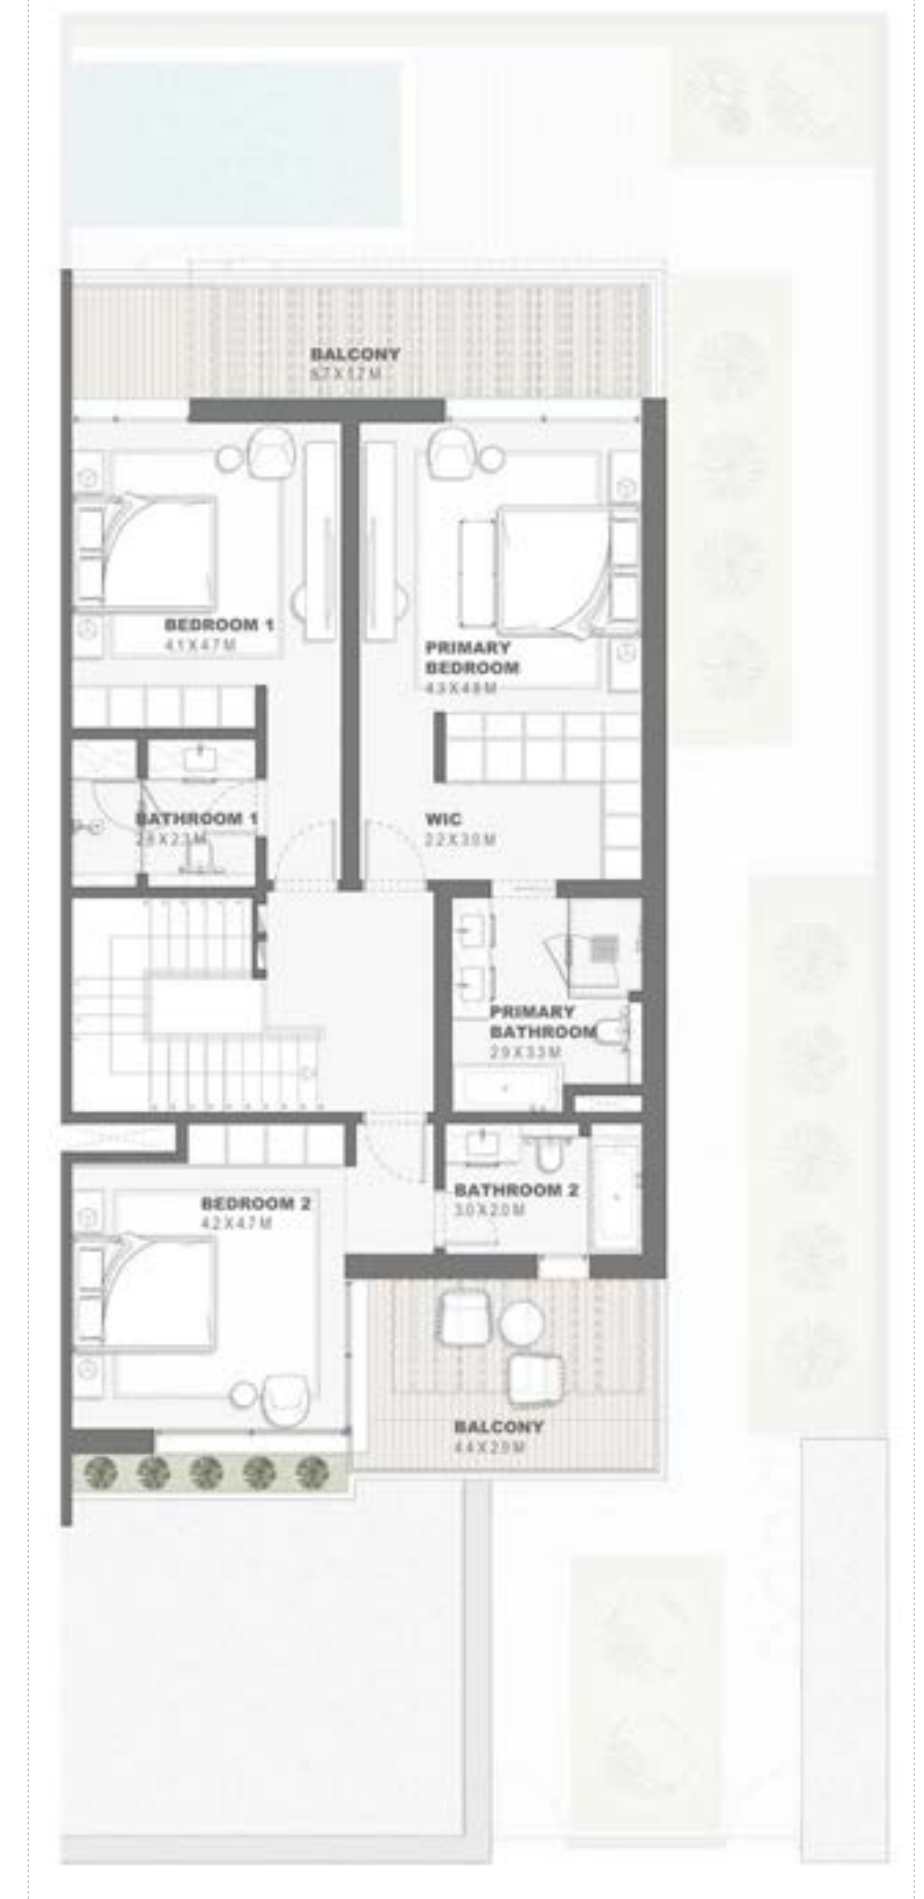 BALCONY
BEDROOM 1
4.1 X 4.7 M
PRIMARY
BEDROOM
4.3 X 4.8 M
BATHROOM 1
WIC
2.2 X 3.0 M
PRIMARY
BATHROOM
2.9 X 3.3 M
BATHROOM 2
3.0 X 2.0 M
BEDROOM 2
4.2 X 4.7 M
BALCONY
4.4 X 2.9 M